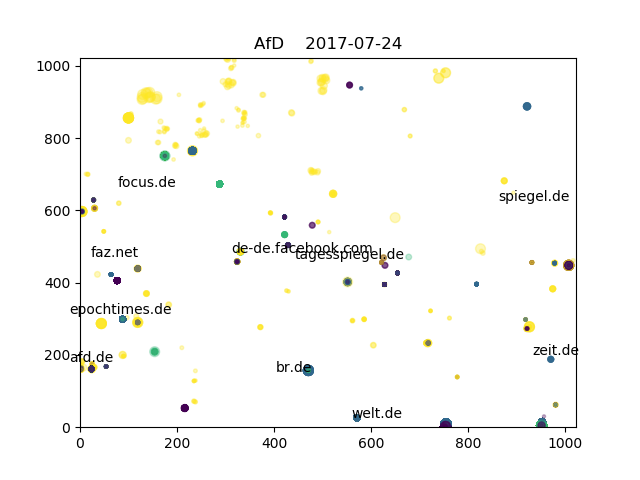 AfD    2017-07-24
1000
800
focus.de
600
spiegel.de
de-de.facebook.com
faz.net
tagesspiegel.de
400
epochtimes.de
zeit.de
200
afd.de
br.de
welt.de
0
0 200 400 600 800 1000